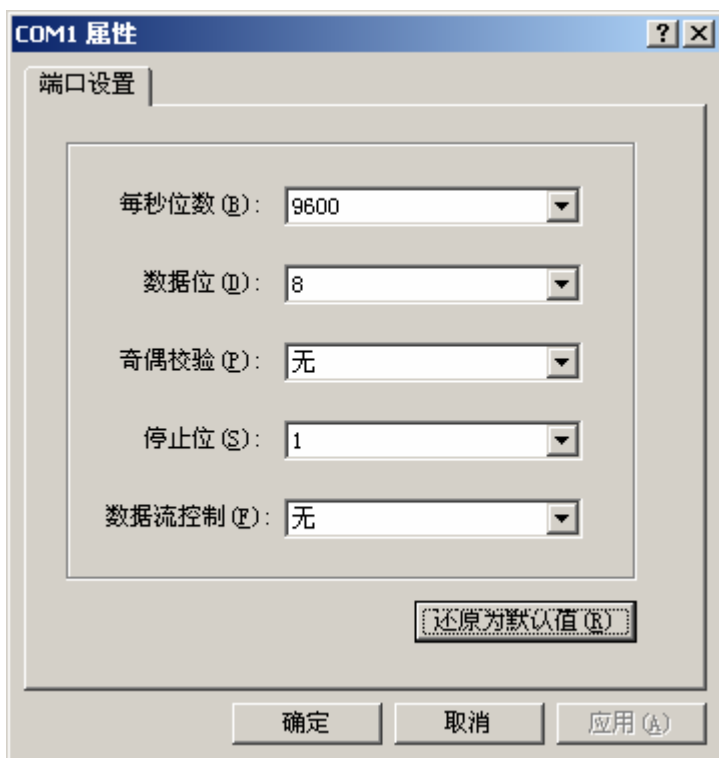 COM1 属性
端口设置
每秒位数(B): 9600
数据位(D): 8
奇偶校验(P): 无
停止位(S): 1
数据流控制(F): 无
还原为默认值(R)
确定 取消 应用(A)